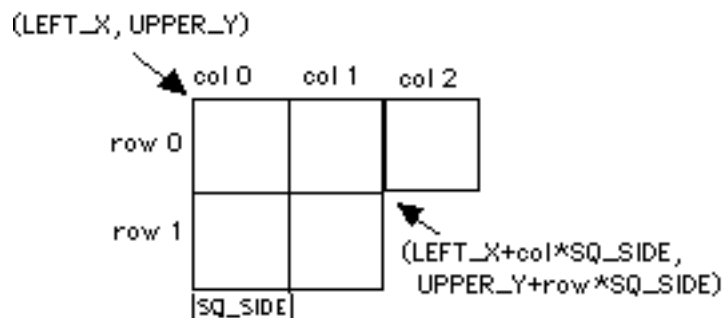 (LEFT_X, UPPER_Y)
col 0 col 1 col 2
row 0
row 1
(LEFT_X+col*SQ_SIDE,
UPPER_Y+row*SQ_SIDE)
|SQ_SIDE|